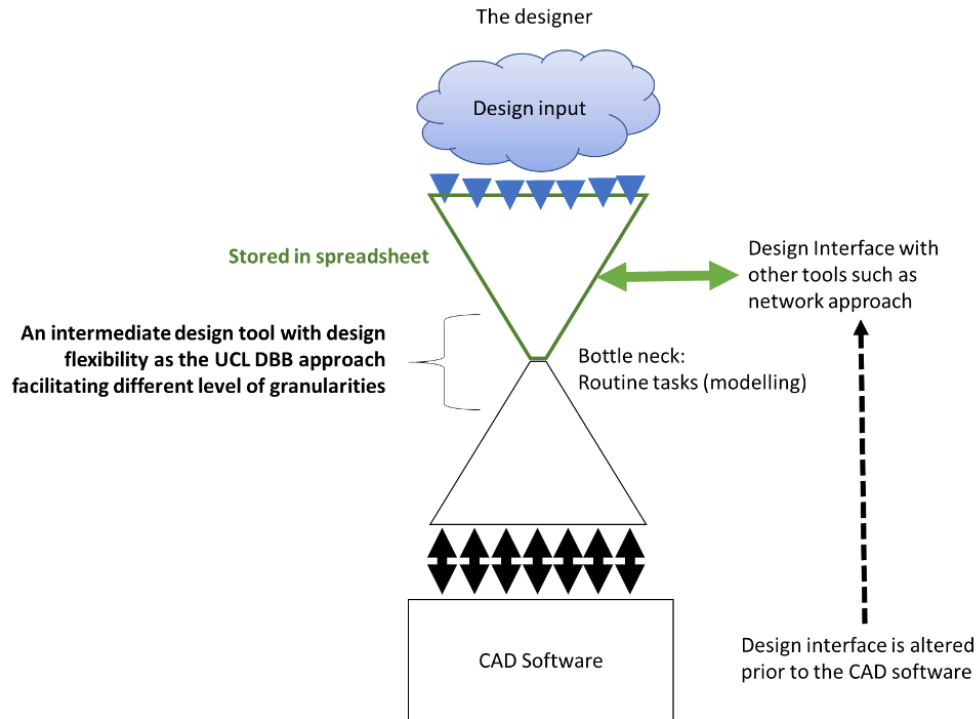 The designer
Design input
Stored in spreadsheet
Design Interface with
other tools such as
network approach
An intermediate design tool with design
flexibility as the UCL DBB approach
facilitating different level of granularities
Bottle neck:
Routine tasks (modelling)
CAD Software
Design interface is altered
prior to the CAD software